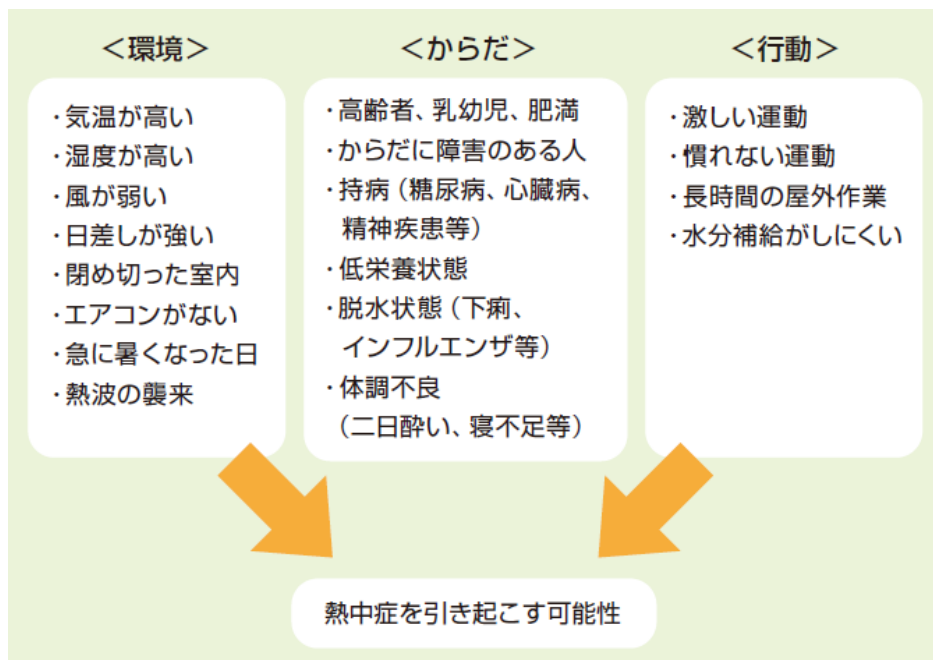 ＜環境＞
・気温が高い
・湿度が高い
・風が弱い
・日差しが強い
・閉め切った室内
・エアコンがない
・急に暑くなった日
・熱波の襲来
＜からだ＞
・高齢者、乳幼児、肥満
・からだに障害のある人
・持病（糖尿病、心臓病、
精神疾患等）
・低栄養状態
・脱水状態（下痢、
インフルエンザ等）
・体調不良
（二日酔い、寝不足等）
＜行動＞
・激しい運動
・慣れない運動
・長時間の屋外作業
・水分補給がしにくい
熱中症を引き起こす可能性